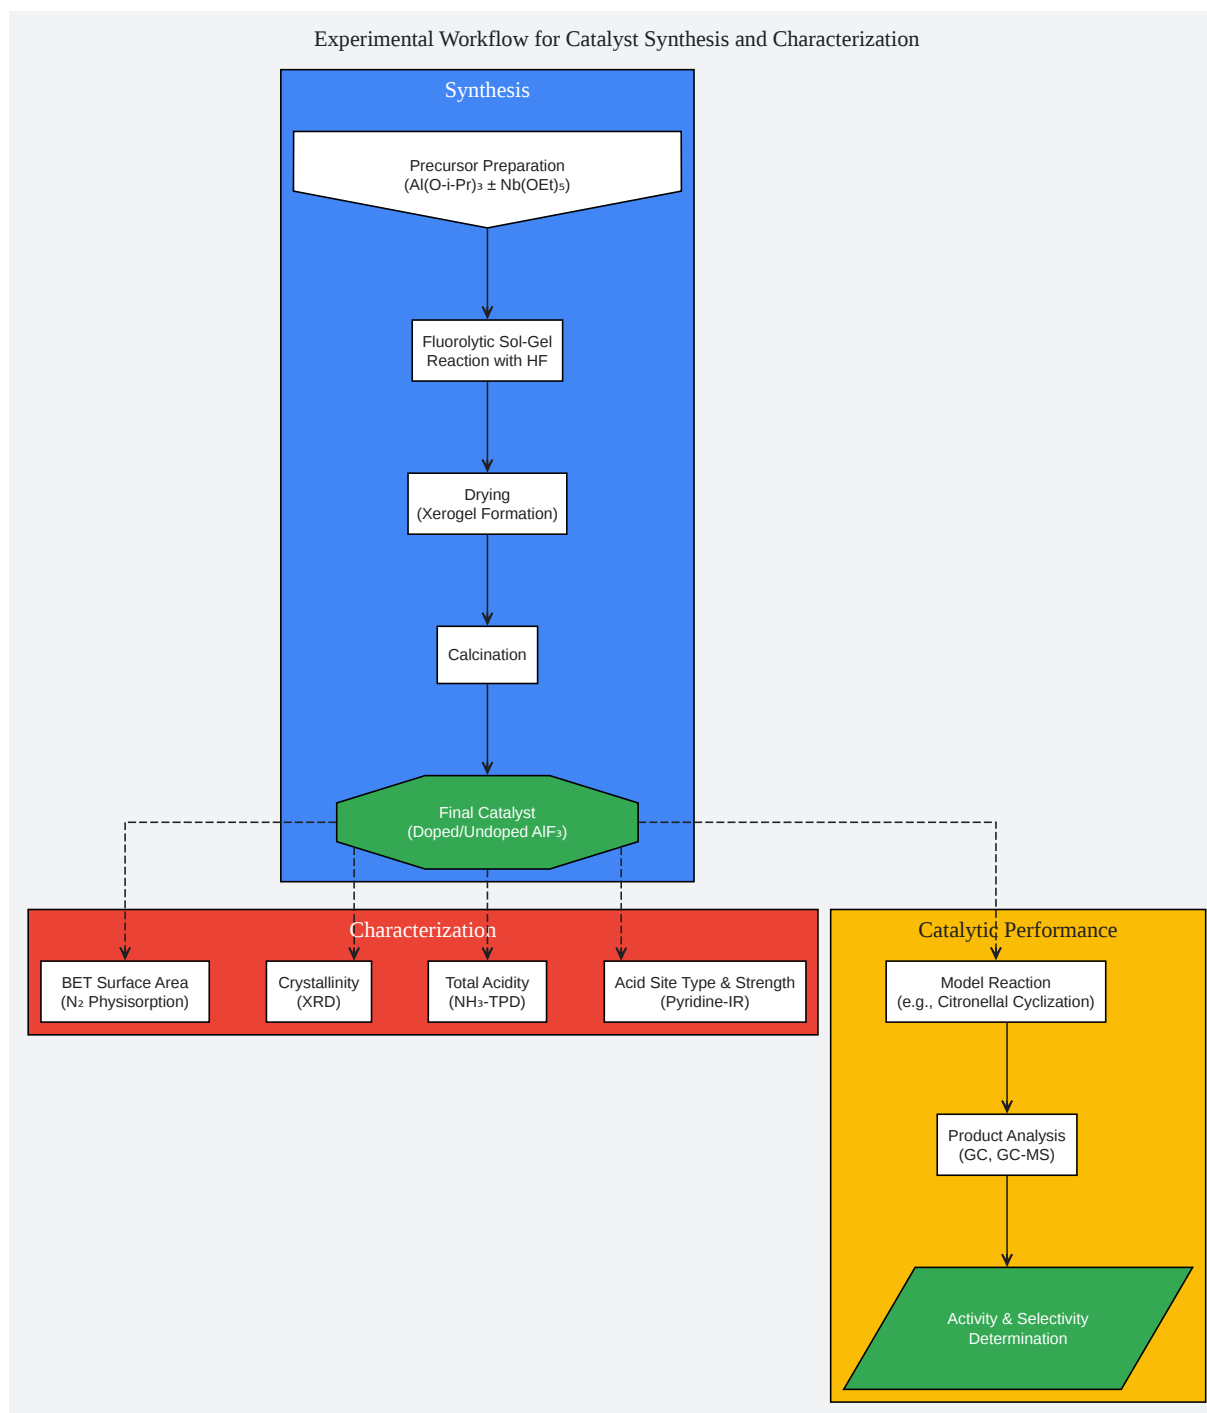 Experimental Workflow for Catalyst Synthesis and Characterization
Synthesis
Precursor Preparation
(Al(O-i-Pr)₃ ± Nb(OEt)₅)
Fluorolytic Sol-Gel
Reaction with HF
Drying
(Xerogel Formation)
Calcination
Final Catalyst
(Doped/Undoped AlF₃)
Characterization
BET Surface Area
(N₂ Physisorption)
Crystallinity
(XRD)
Total Acidity
(NH₃-TPD)
Acid Site Type & Strength
(Pyridine-IR)
Catalytic Performance
Model Reaction
(e.g., Citronellal Cyclization)
Product Analysis
(GC, GC-MS)
Activity & Selectivity
Determination